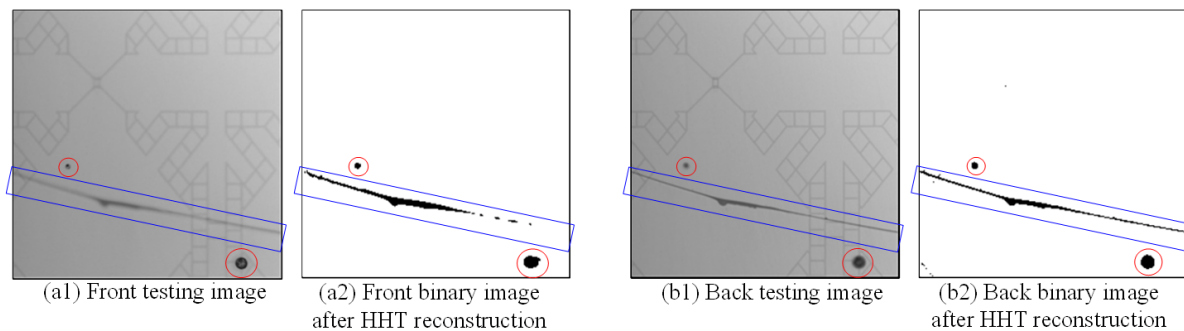 (a1) Front testing image
(a2) Front binary image
after HHT reconstruction
(b1) Back testing image
(b2) Back binary image
after HHT reconstruction